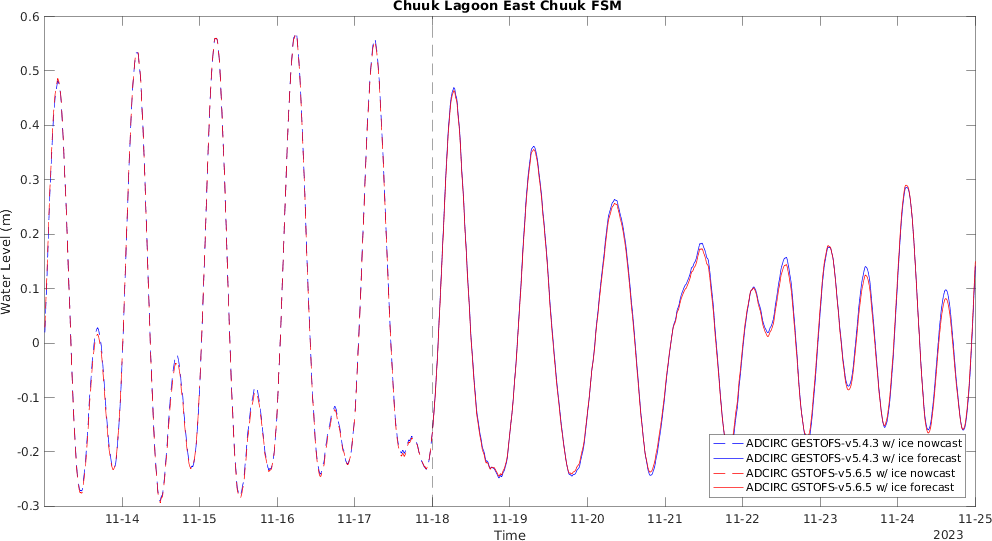 Chuuk Lagoon East Chuuk FSM
0.6
0.5
0.4
0.3
0.2
0.1
0
-0.1
-0.2
-0.3
Water Level (m)
ADCIRC GESTOFS-v5.4.3 w/ ice nowcast
ADCIRC GESTOFS-v5.4.3 w/ ice forecast
ADCIRC GSTOFS-v5.6.5 w/ ice nowcast
ADCIRC GSTOFS-v5.6.5 w/ ice forecast
11-14 11-15 11-16 11-17 11-18 11-19 11-20 11-21 11-22 11-23 11-24 11-25
Time
2023